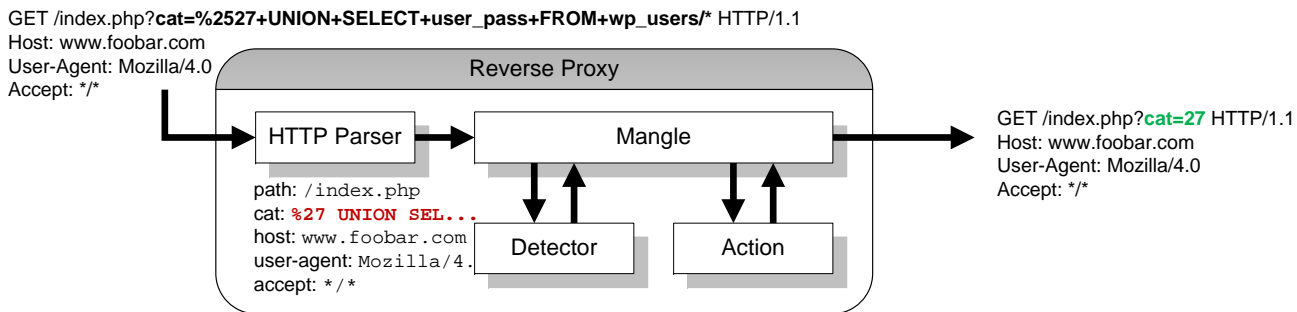 GET /index.php?cat=%2527+UNION+SELECT+user_pass+FROM+wp_users/* HTTP/1.1
Host: www.foobar.com
User-Agent: Mozilla/4.0
Accept: */*
Reverse Proxy
HTTP Parser
Mangle
path: /index.php
cat: %27 UNION SEL...
host: www.foobar.com
user-agent: Mozilla/4.
accept: */*
Detector
Action
GET /index.php?cat=27 HTTP/1.1
Host: www.foobar.com
User-Agent: Mozilla/4.0
Accept: */*